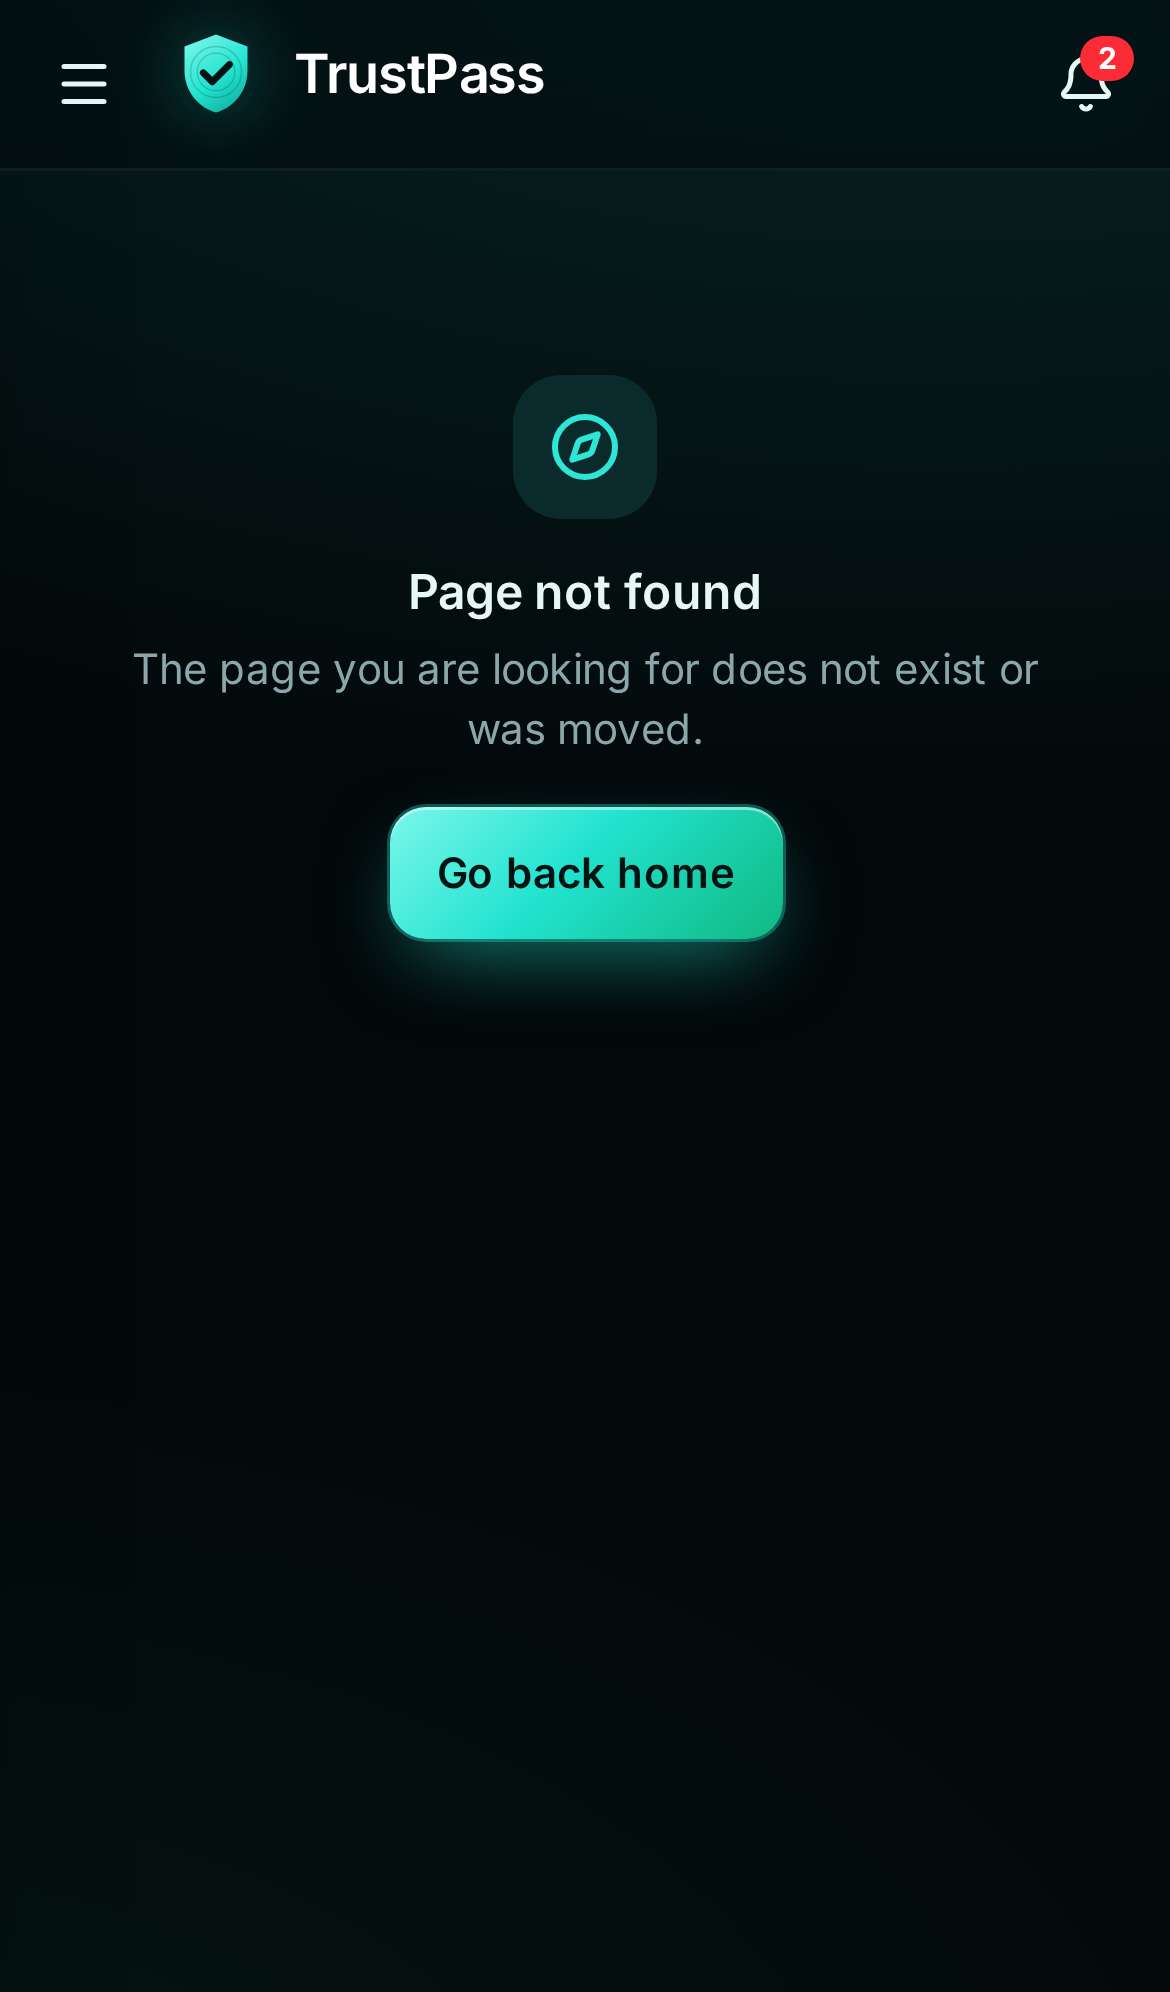 TrustPass
2
Page not found
The page you are looking for does not exist or
was moved.
Go back home